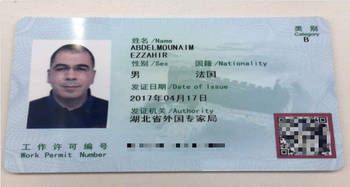 类 别
Category
B
姓名 /Name
ABDELMOUNAIM
EZZAHIR
性别 /Sex 国籍 /Nationality
男 法国
发证日期 /Date of Issue
2017年04月17日
发证机关 /Authority
湖北省外国专家局
工 作 许 可 编 号
Work Permit Number